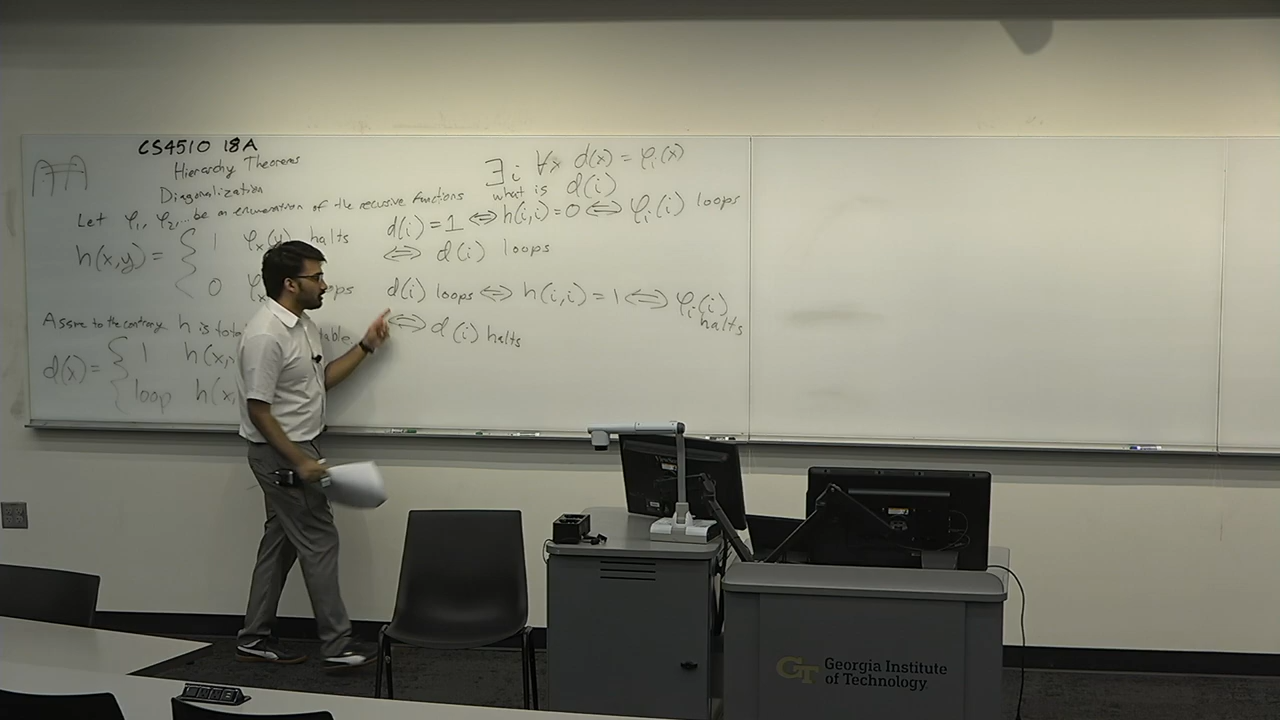 CS4510 18A
Hierarchy Theorems
Diagonalization
Let φ₁, φ₂, ... be an enumeration of the recursive functions
h(x,y) = { 1 φₓ(y) halts
0 φₓ
Assume to the contrary h is
d(x) = { 1 h(x,
loop h(x,
∃i ∀x d(x) = φᵢ(x)
what is d(i)
d(i) = 1 ⇔ h(i,i) = 0 ⇔ φᵢ(i) loops
⇔ d(i) loops
d(i) loops ⇔ h(i,i) = 1 ⇔ φᵢ(i) halts
⇔ d(i) halts
GT Georgia Institute
of Technology